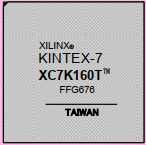 XILINX®
KINTEX-7
XC7K160T™
FFG676
TAIWAN